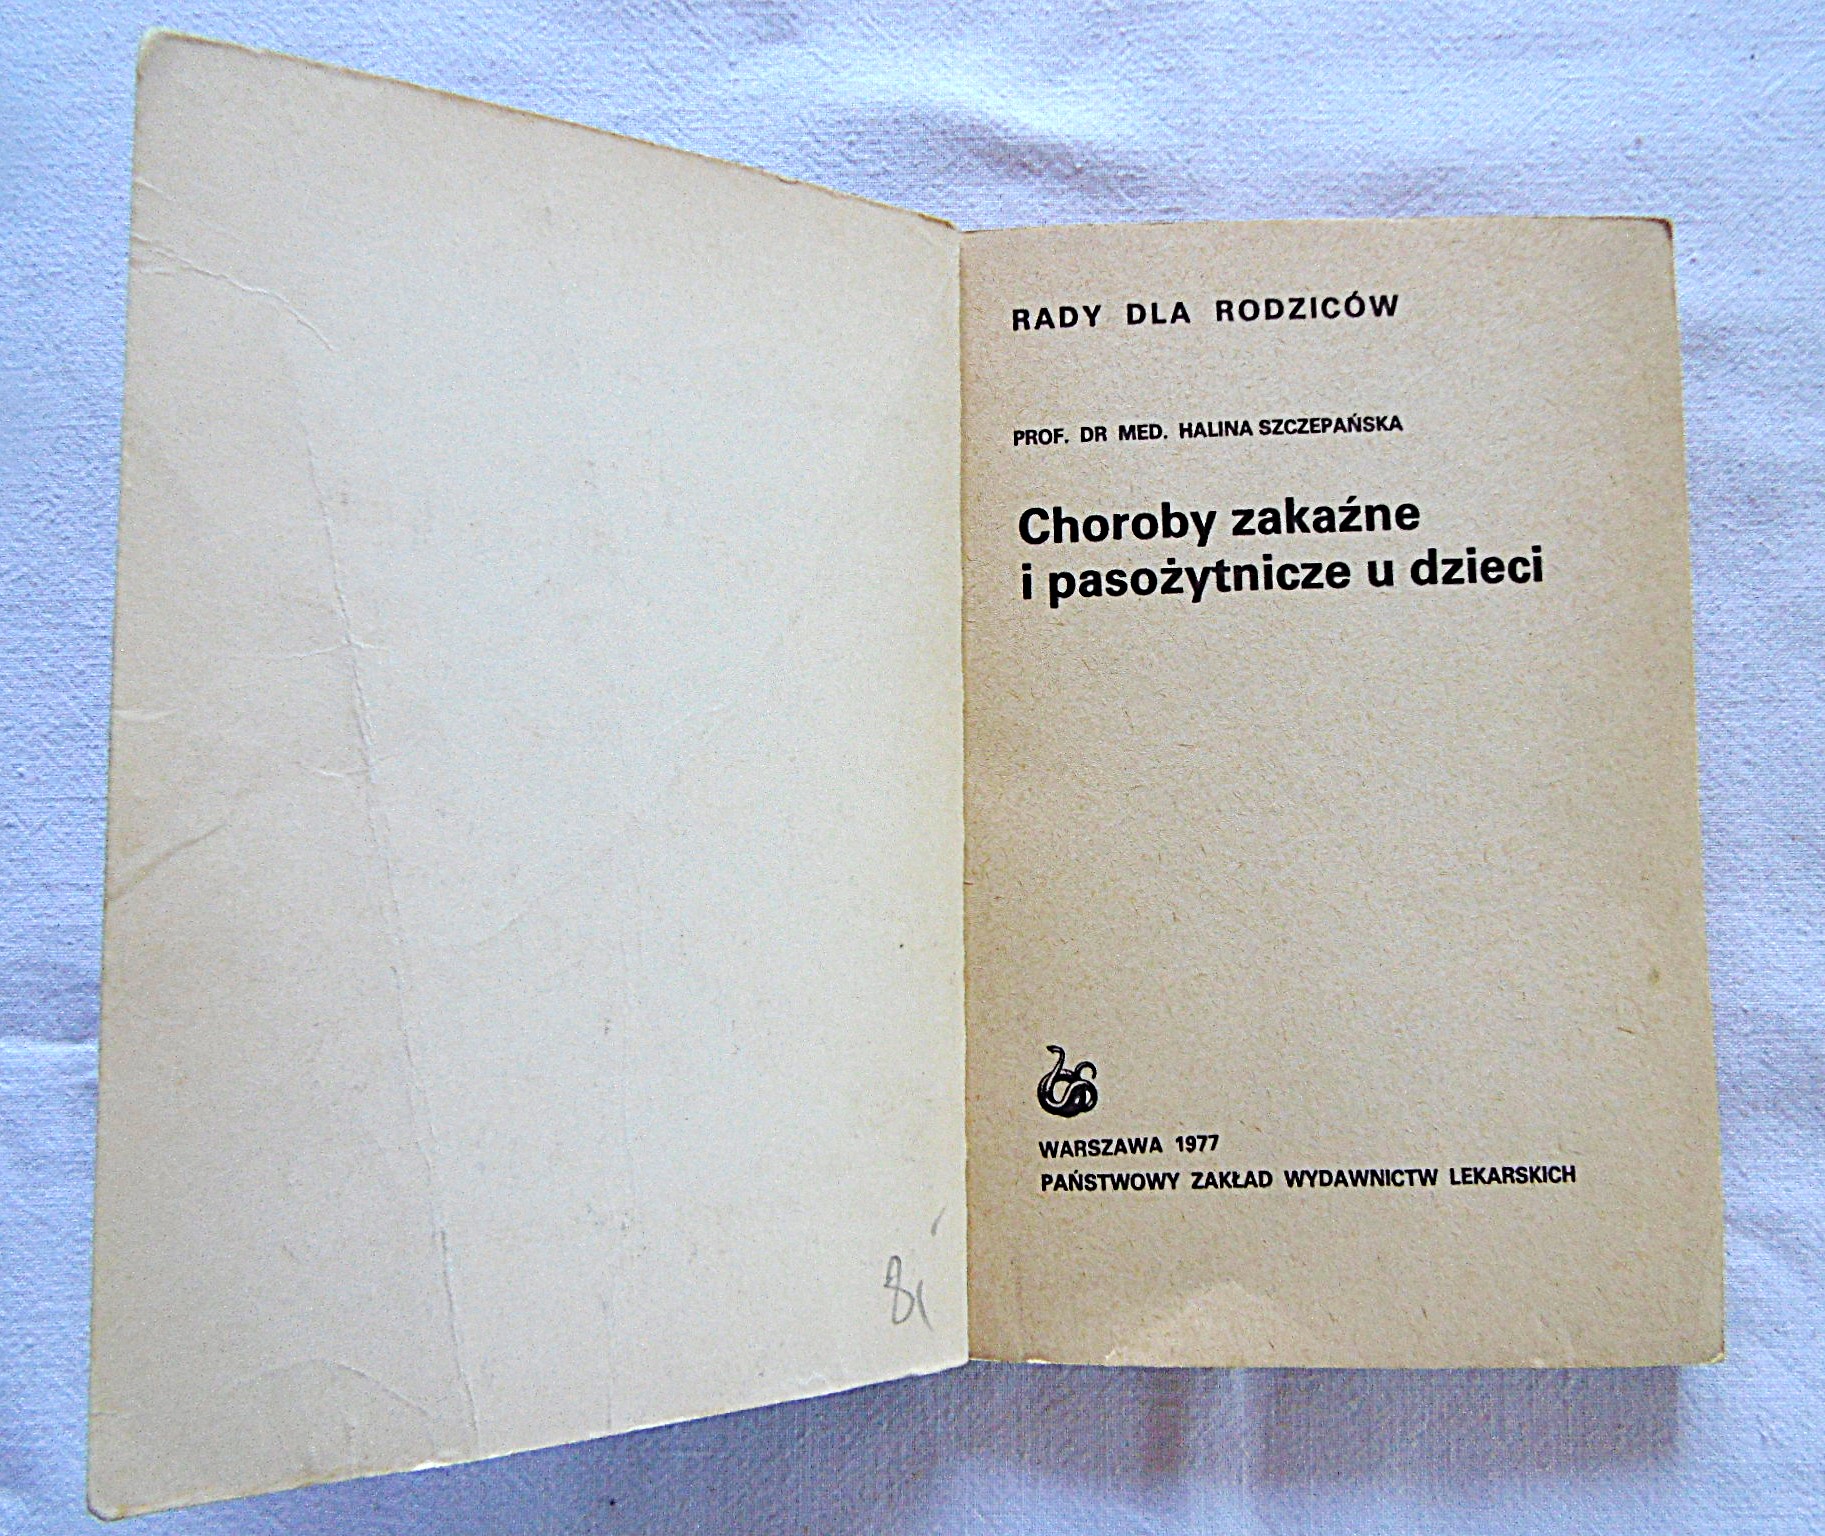 RADY DLA RODZICÓW
PROF. DR MED. HALINA SZCZEPAŃSKA
Choroby zakaźne
i pasożytnicze u dzieci
WARSZAWA 1977
PAŃSTWOWY ZAKŁAD WYDAWNICTW LEKARSKICH